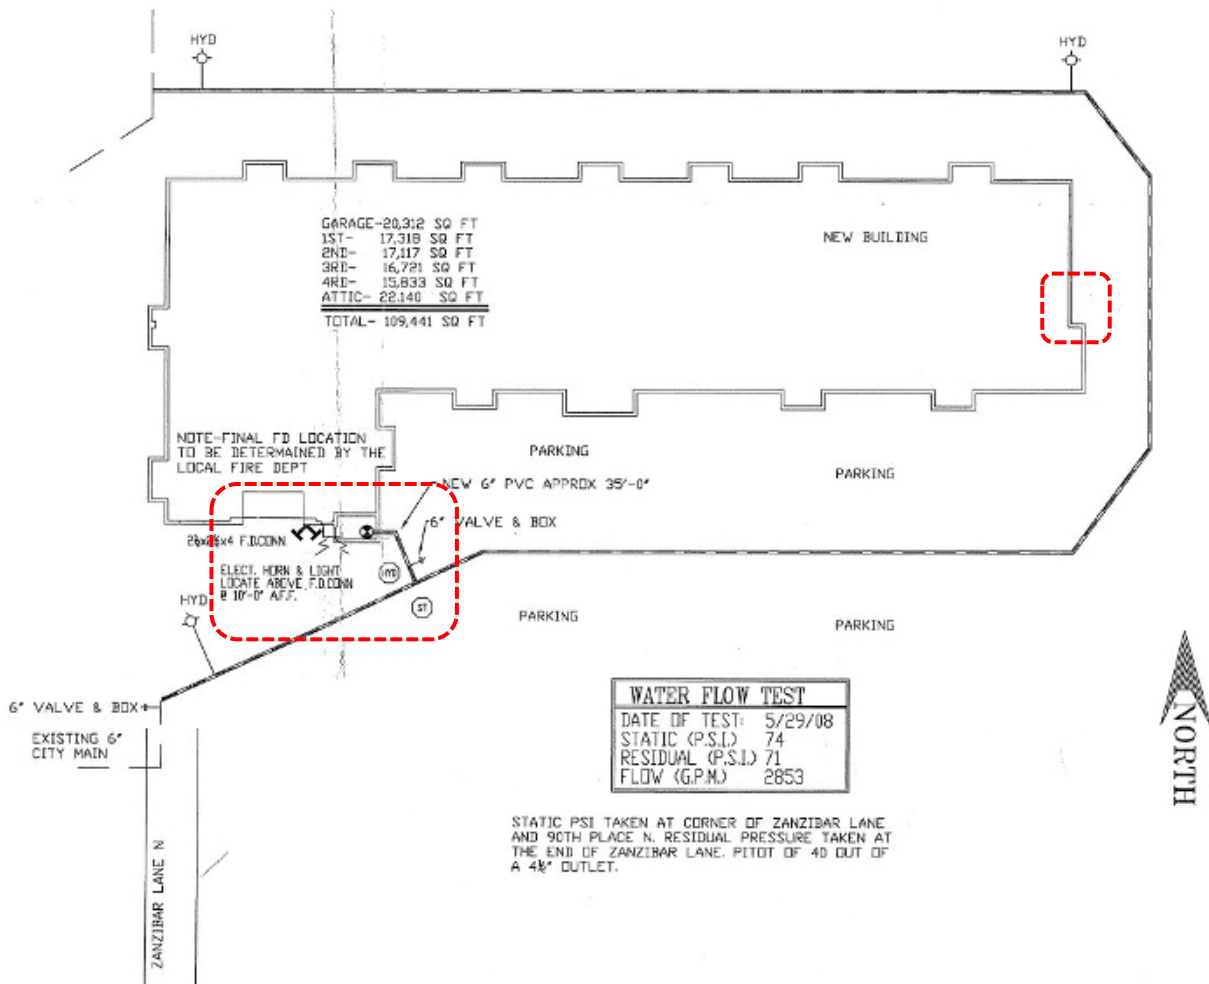 HYD
HYD
GARAGE-20,312 SQ FT
1ST- 17,318 SQ FT
2ND- 17,117 SQ FT
3RD- 16,721 SQ FT
4RD- 15,833 SQ FT
ATTIC- 22,140 SQ FT
TOTAL- 109,441 SQ FT
NEW BUILDING
NOTE-FINAL FD LOCATION
TO BE DETERMAINED BY THE
LOCAL FIRE DEPT
PARKING
PARKING
NEW 6" PVC APPROX 35'-0"
6" VALVE & BOX
2½x2½x4 F.D.CONN.
ELECT. HORN & LIGHT
LOCATE ABOVE F.D.CONN
@ 10'-0" A.F.F.
HYD
ST
HYD
PARKING
PARKING
6" VALVE & BOX
EXISTING 6"
CITY MAIN
WATER FLOW TEST
DATE OF TEST: 5/29/08
STATIC (P.S.I.) 74
RESIDUAL (P.S.I.) 71
FLOW (G.P.M.) 2853
NORTH
STATIC PSI TAKEN AT CORNER OF ZANZIBAR LANE
AND 90TH PLACE N. RESIDUAL PRESSURE TAKEN AT
THE END OF ZANZIBAR LANE. PITOT OF 40 OUT OF
A 4½" OUTLET.
ZANZIBAR LANE N